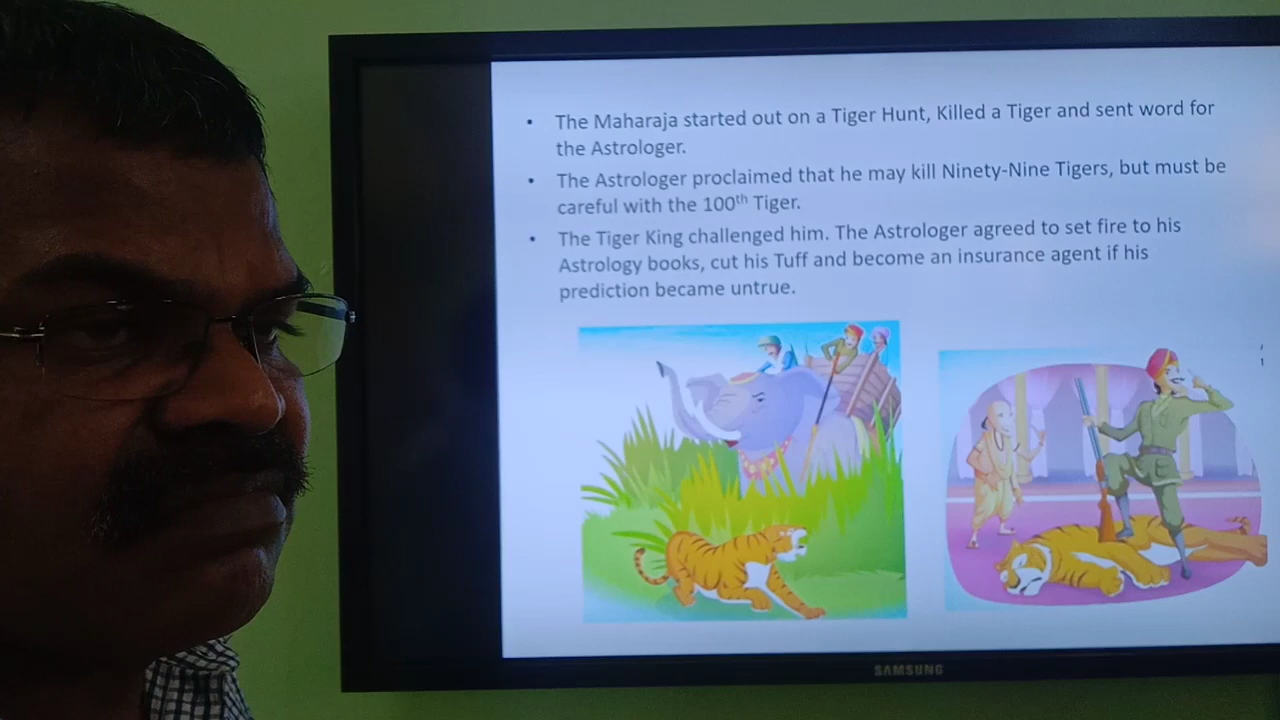 • The Maharaja started out on a Tiger Hunt, Killed a Tiger and sent word for
the Astrologer.
• The Astrologer proclaimed that he may kill Ninety-Nine Tigers, but must be
careful with the 100th Tiger.
• The Tiger King challenged him. The Astrologer agreed to set fire to his
Astrology books, cut his Tuff and become an insurance agent if his
prediction became untrue.
SAMSUNG